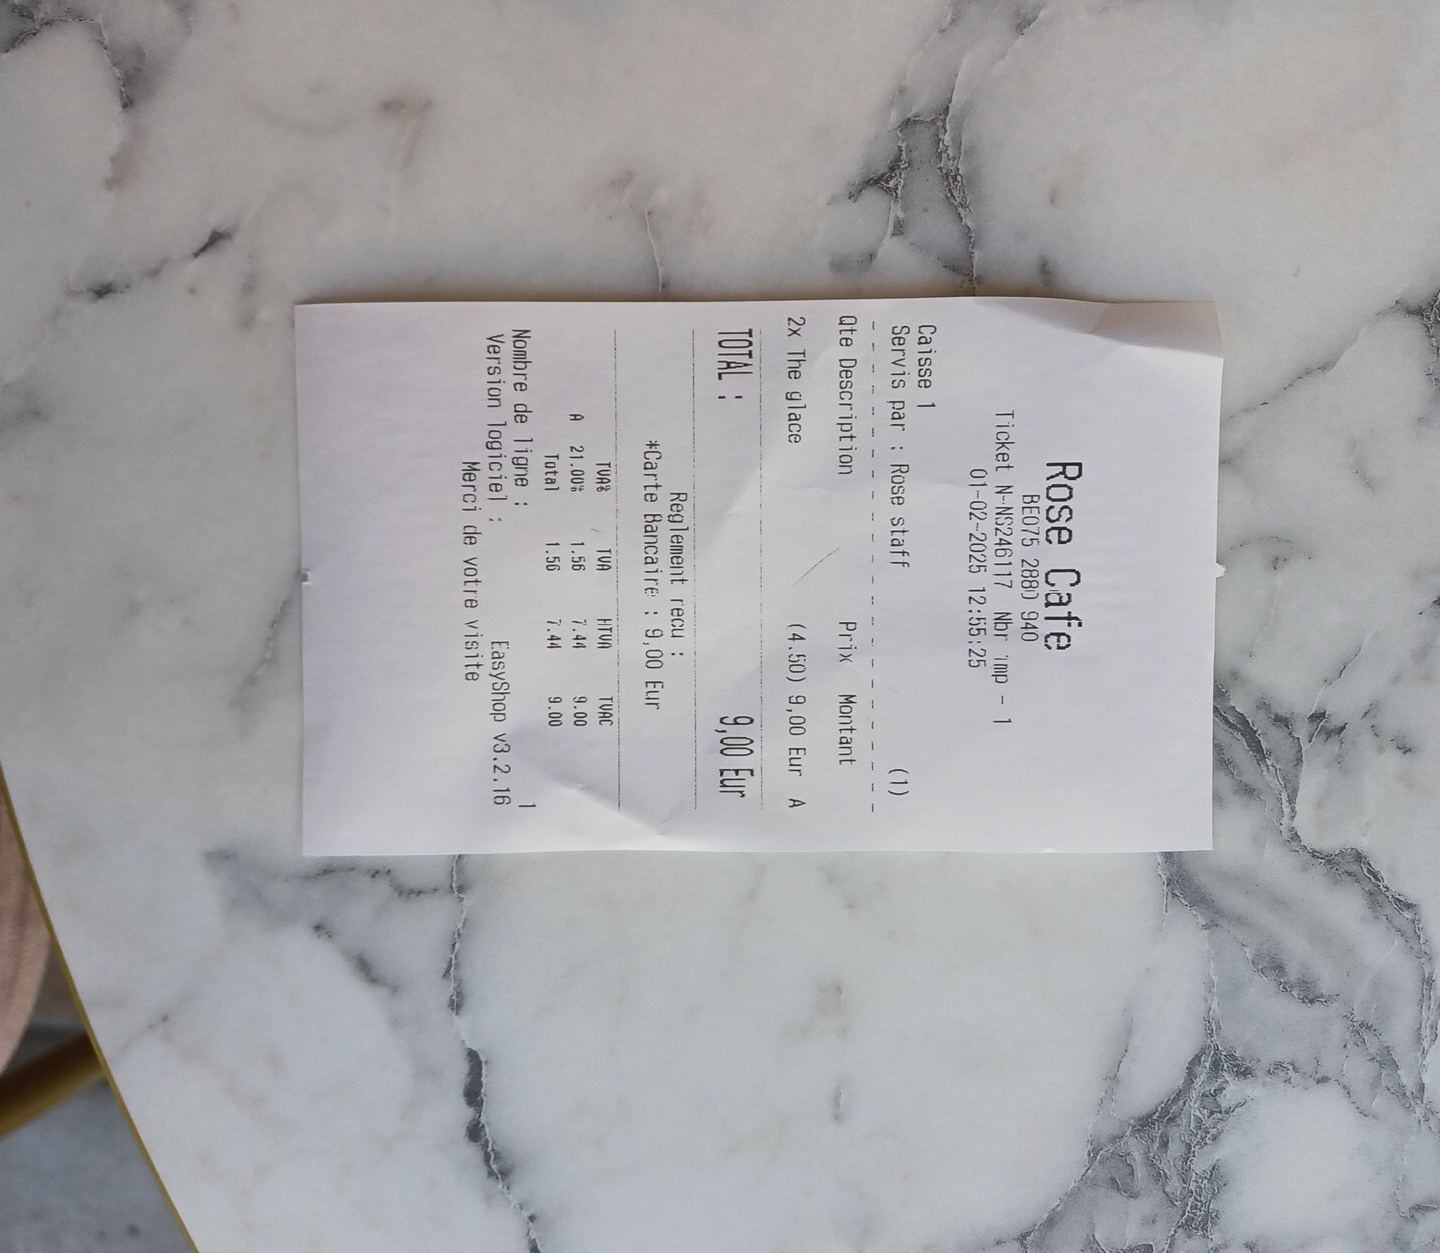 Rose Cafe
BE075 2880 940
Ticket N-NS246117 Nbr imp - 1
01-02-2025 12:55:25
Caisse 1
Servis par : Rose staff (1)
Qte Description Prix Montant
2x The glace (4.50) 9,00 Eur A
TOTAL : 9,00 Eur
Reglement recu :
*Carte Bancaire : 9,00 Eur
TVA% TVA HTVA TVAC
A 21.00% 1.56 7.44 9.00
Total 1.56 7.44 9.00
Nombre de ligne : 1
Version logiciel : EasyShop v3.2.16
Merci de votre visite